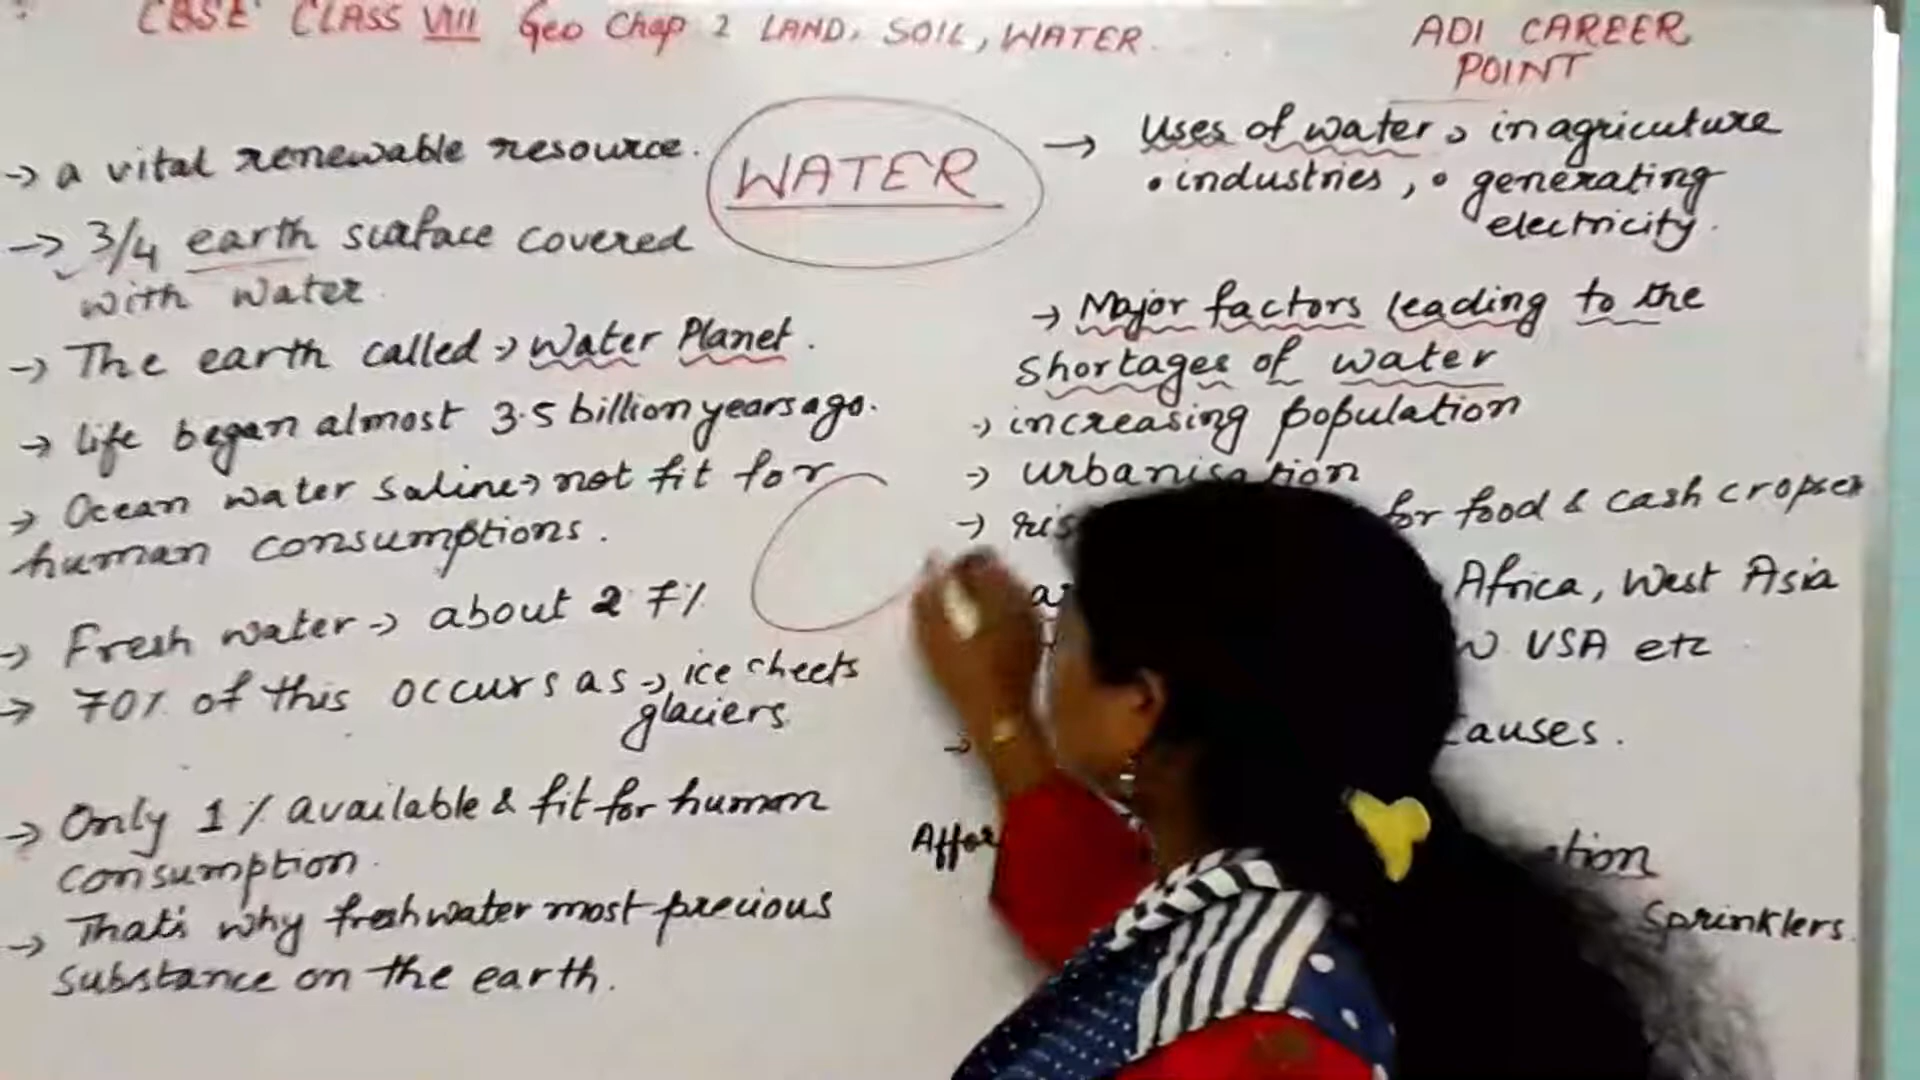 CBSE CLASS VIII Geo Chap 2 LAND, SOIL, WATER.
ADI CAREER
POINT
WATER
→ a vital renewable resource.
→ 3/4 earth surface covered
with water.
→ The earth called → Water Planet.
→ life began almost 3.5 billion years ago.
→ Ocean water saline → not fit for
human consumptions.
→ Fresh water → about 2.7%
→ 70% of this occurs as → ice cheets
glaciers
→ Only 1% available & fit for human
consumption.
→ That's why freshwater most precious
substance on the earth.
→ Uses of water → in agricuture
• industries, • generating
electricity.
→ Major factors leading to the
shortages of water
→ increasing population
→ urbanisation
→ for food & cash crops
Africa, West Asia
W USA etc
→ causes.
Sprinklers.